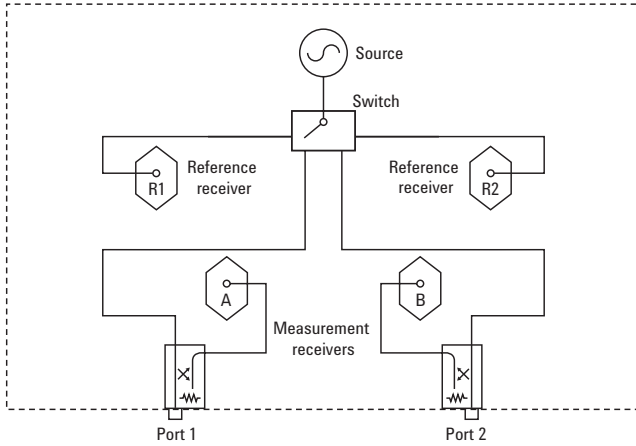 Source
Switch
Reference
receiver
R1
Reference
receiver
R2
A
B
Measurement
receivers
Port 1
Port 2